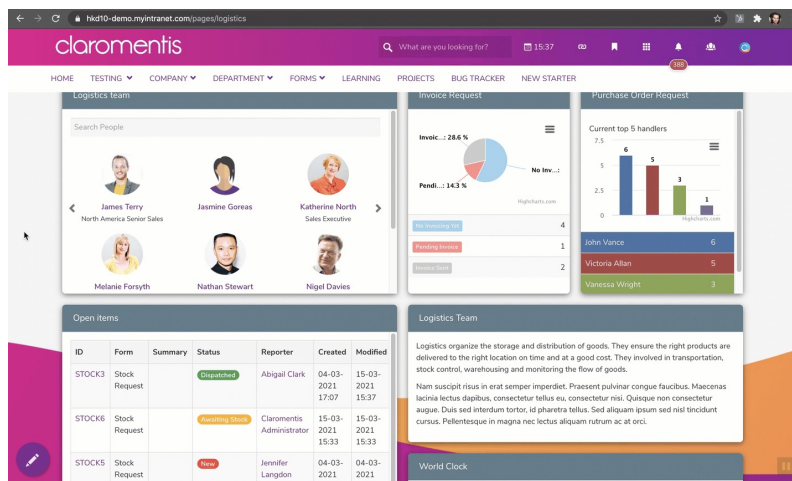 hkd10-demo.myintranet.com/pages/logistics
claromentis
What are you looking for?
15:37
388
HOME TESTING COMPANY DEPARTMENT FORMS LEARNING PROJECTS BUG TRACKER NEW STARTER
Logistics team
Search People
James Terry
North America Senior Sales
Jasmine Goreas
Katherine North
Sales Executive
Melanie Forsyth
Nathan Stewart
Nigel Davies
Invoice Request
Invoic...: 28.6 %
No Inv...:
Pendi...: 14.3 %
Highcharts.com
No Invoicing Yet 4
Pending Invoice 1
Invoice Sent 2
Purchase Order Request
Current top 5 handlers
7.5
5
2.5
0
6
5
3
1
Highcharts.com
John Vance 6
Victoria Allan 5
Vanessa Wright 3
Open items
ID Form Summary Status Reporter Created Modified
STOCK3 Stock Request Dispatched Abigail Clark 04-03-2021 17:07 15-03-2021 15:37
STOCK6 Stock Request Awaiting Stock Claromentis Administrator 15-03-2021 15:33 15-03-2021 15:33
STOCK5 Stock Request New Jennifer Langdon 04-03-2021 04-03-2021
Logistics Team
Logistics organize the storage and distribution of goods. They ensure the right products are
delivered to the right location on time and at a good cost. They involved in transportation,
stock control, warehousing and monitoring the flow of goods.
Nam suscipit risus in erat semper imperdiet. Praesent pulvinar congue faucibus. Maecenas
lacinia lectus dapibus, consectetur tellus eu, consectetur nisi. Quisque non consectetur
augue. Duis sed interdum tortor, id pharetra tellus. Sed aliquam ipsum sed nisl tincidunt
cursus. Pellentesque in magna nec lectus aliquam rutrum ac at orci.
World Clock